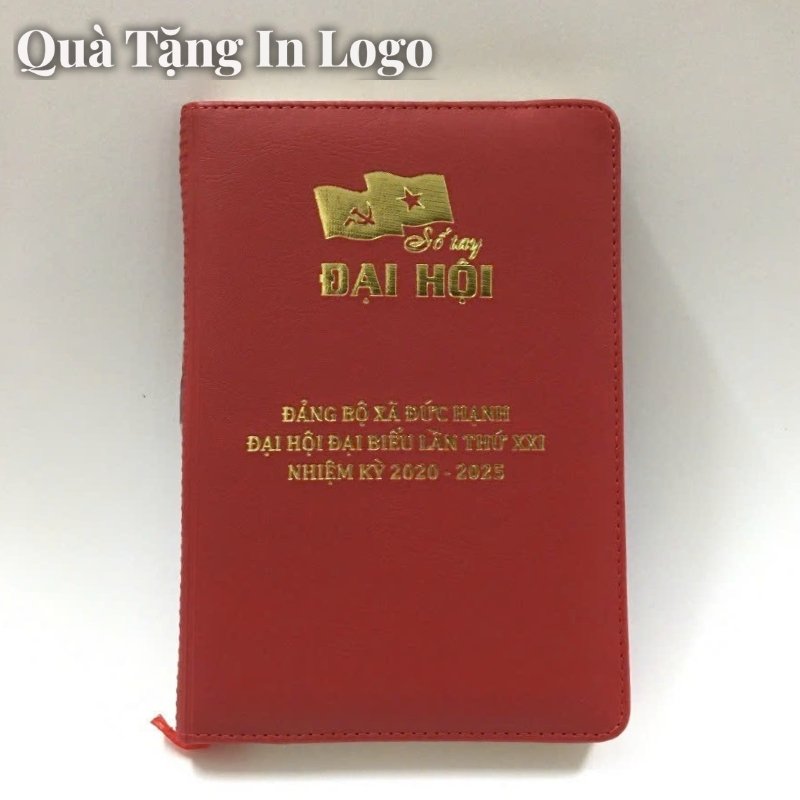 Quà Tặng In Logo
Sổ tay
ĐẠI HỘI
ĐẢNG BỘ XÃ ĐỨC HẠNH
ĐẠI HỘI ĐẠI BIỂU LẦN THỨ XXI
NHIỆM KỲ 2020 - 2025